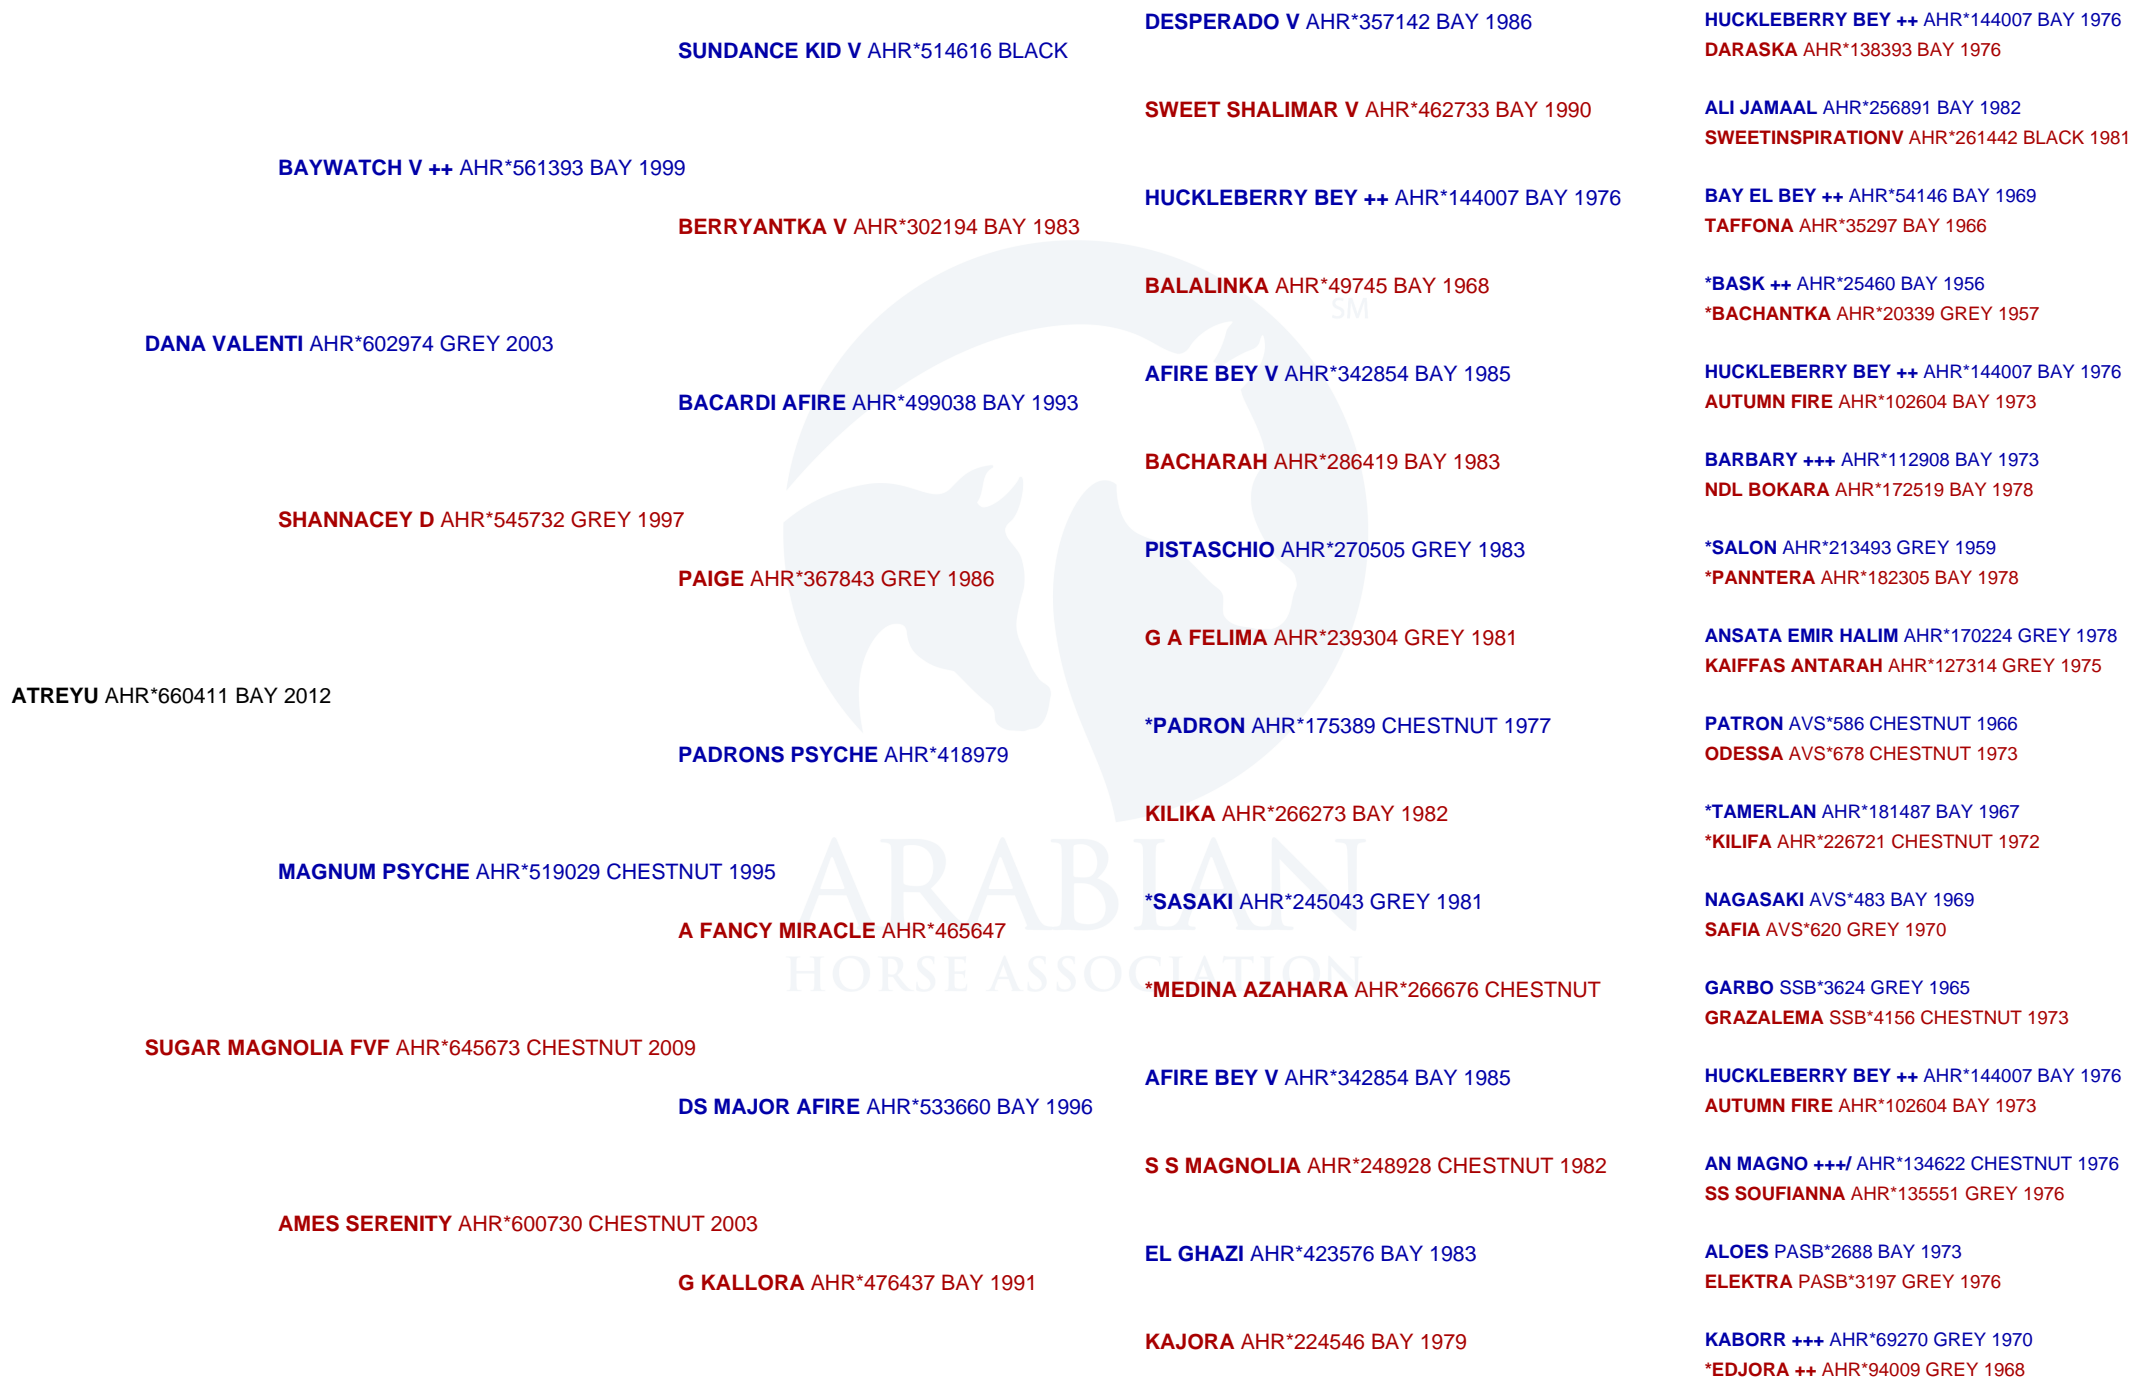 DESPERADO V AHR*357142 BAY 1986
HUCKLEBERRY BEY ++ AHR*144007 BAY 1976
SUNDANCE KID V AHR*514616 BLACK
DARASKA AHR*138393 BAY 1976
SWEET SHALIMAR V AHR*462733 BAY 1990
ALI JAMAAL AHR*256891 BAY 1982
SWEETINSPIRATIONV AHR*261442 BLACK 1981
BAYWATCH V ++ AHR*561393 BAY 1999
HUCKLEBERRY BEY ++ AHR*144007 BAY 1976
BAY EL BEY ++ AHR*54146 BAY 1969
BERRYANTKA V AHR*302194 BAY 1983
TAFFONA AHR*35297 BAY 1966
BALALINKA AHR*49745 BAY 1968
*BASK ++ AHR*25460 BAY 1956
SM
*BACHANTKA AHR*20339 GREY 1957
DANA VALENTI AHR*602974 GREY 2003
AFIRE BEY V AHR*342854 BAY 1985
HUCKLEBERRY BEY ++ AHR*144007 BAY 1976
BACARDI AFIRE AHR*499038 BAY 1993
AUTUMN FIRE AHR*102604 BAY 1973
BACHARAH AHR*286419 BAY 1983
BARBARY +++ AHR*112908 BAY 1973
NDL BOKARA AHR*172519 BAY 1978
SHANNACEY D AHR*545732 GREY 1997
PISTASCHIO AHR*270505 GREY 1983
*SALON AHR*213493 GREY 1959
PAIGE AHR*367843 GREY 1986
*PANNTERA AHR*182305 BAY 1978
G A FELIMA AHR*239304 GREY 1981
ANSATA EMIR HALIM AHR*170224 GREY 1978
KAIFFAS ANTARAH AHR*127314 GREY 1975
ATREYU AHR*660411 BAY 2012
*PADRON AHR*175389 CHESTNUT 1977
PATRON AVS*586 CHESTNUT 1966
PADRONS PSYCHE AHR*418979
ODESSA AVS*678 CHESTNUT 1973
KILIKA AHR*266273 BAY 1982
*TAMERLAN AHR*181487 BAY 1967
*KILIFA AHR*226721 CHESTNUT 1972
MAGNUM PSYCHE AHR*519029 CHESTNUT 1995
ARABIAN
*SASAKI AHR*245043 GREY 1981
NAGASAKI AVS*483 BAY 1969
A FANCY MIRACLE AHR*465647
SAFIA AVS*620 GREY 1970
HORSE ASSOCIATION
*MEDINA AZAHARA AHR*266676 CHESTNUT
GARBO SSB*3624 GREY 1965
GRAZALEMA SSB*4156 CHESTNUT 1973
SUGAR MAGNOLIA FVF AHR*645673 CHESTNUT 2009
AFIRE BEY V AHR*342854 BAY 1985
HUCKLEBERRY BEY ++ AHR*144007 BAY 1976
DS MAJOR AFIRE AHR*533660 BAY 1996
AUTUMN FIRE AHR*102604 BAY 1973
S S MAGNOLIA AHR*248928 CHESTNUT 1982
AN MAGNO +++/ AHR*134622 CHESTNUT 1976
SS SOUFIANNA AHR*135551 GREY 1976
AMES SERENITY AHR*600730 CHESTNUT 2003
EL GHAZI AHR*423576 BAY 1983
ALOES PASB*2688 BAY 1973
G KALLORA AHR*476437 BAY 1991
ELEKTRA PASB*3197 GREY 1976
KAJORA AHR*224546 BAY 1979
KABORR +++ AHR*69270 GREY 1970
*EDJORA ++ AHR*94009 GREY 1968